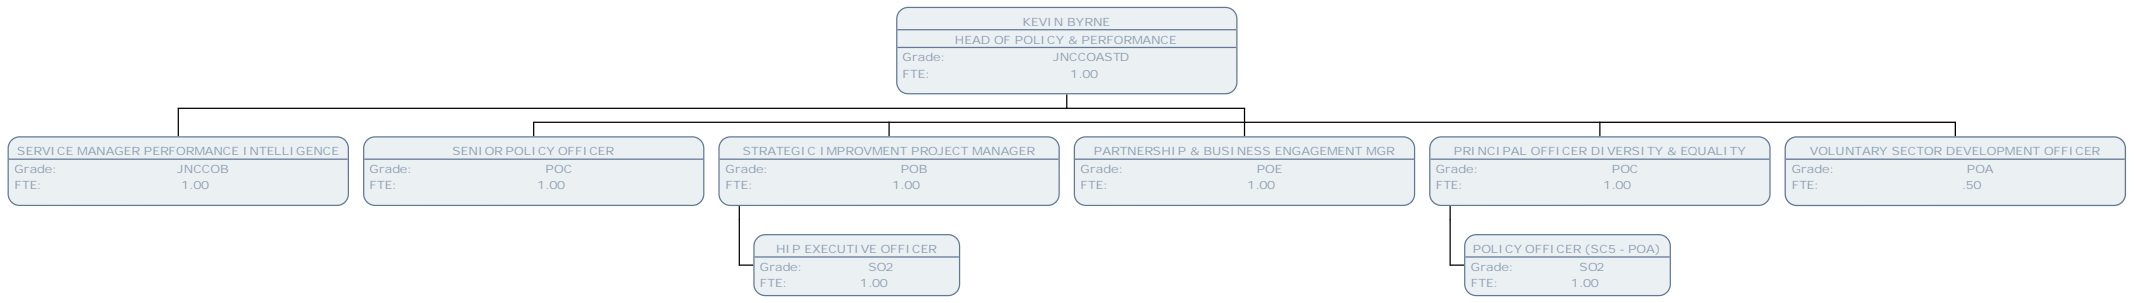 KEVIN BYRNE
HEAD OF POLICY & PERFORMANCE
Grade: JNCCOASTD
FTE: 1.00
SERVICE MANAGER PERFORMANCE INTELLIGENCE
Grade: JNCCOB
FTE: 1.00
SENIOR POLICY OFFICER
Grade: POC
FTE: 1.00
STRATEGIC IMPROVMENT PROJECT MANAGER
Grade: POB
FTE: 1.00
PARTNERSHIP & BUSINESS ENGAGEMENT MGR
Grade: POE
FTE: 1.00
PRINCIPAL OFFICER DIVERSITY & EQUALITY
Grade: POC
FTE: 1.00
VOLUNTARY SECTOR DEVELOPMENT OFFICER
Grade: POA
FTE: .50
HIP EXECUTIVE OFFICER
Grade: SO2
FTE: 1.00
POLICY OFFICER (SC5 - POA)
Grade: SO2
FTE: 1.00